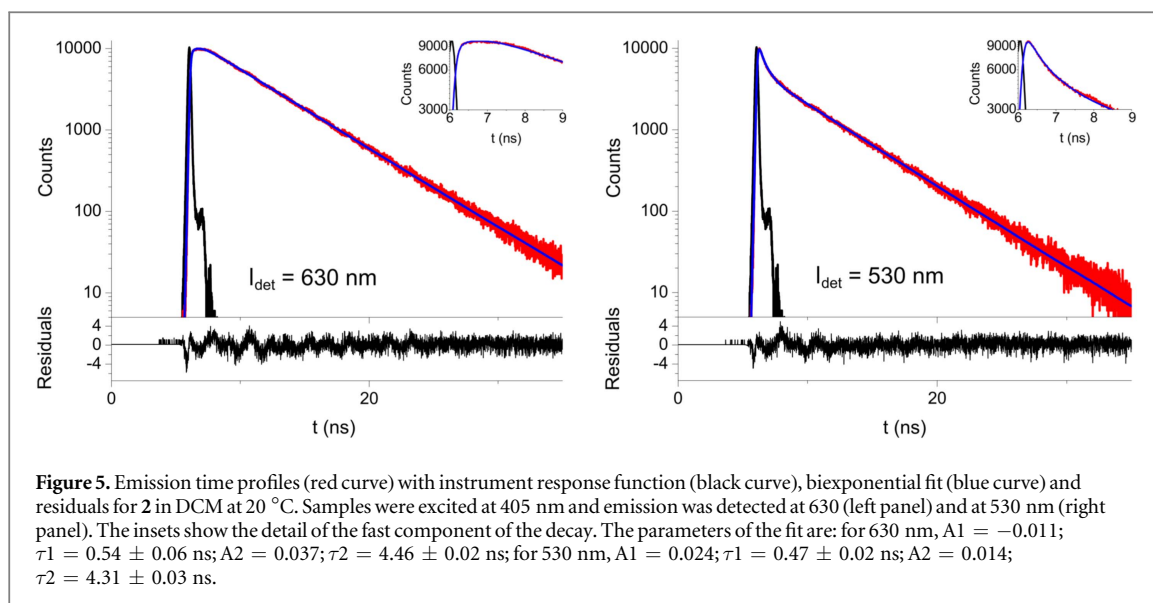 10000
1000
100
10
Counts
9000
6000
3000
Counts
6 7 8 9
t (ns)
I_det = 630 nm
4
0
-4
Residuals
0 20
t (ns)
10000
1000
100
10
Counts
9000
6000
3000
Counts
6 7 8 9
t (ns)
I_det = 530 nm
4
0
-4
Residuals
0 20
t (ns)
Figure 5. Emission time profiles (red curve) with instrument response function (black curve), biexponential fit (blue curve) and
residuals for 2 in DCM at 20 °C. Samples were excited at 405 nm and emission was detected at 630 (left panel) and at 530 nm (right
panel). The insets show the detail of the fast component of the decay. The parameters of the fit are: for 630 nm, A1 = −0.011;
τ1 = 0.54 ± 0.06 ns; A2 = 0.037; τ2 = 4.46 ± 0.02 ns; for 530 nm, A1 = 0.024; τ1 = 0.47 ± 0.02 ns; A2 = 0.014;
τ2 = 4.31 ± 0.03 ns.